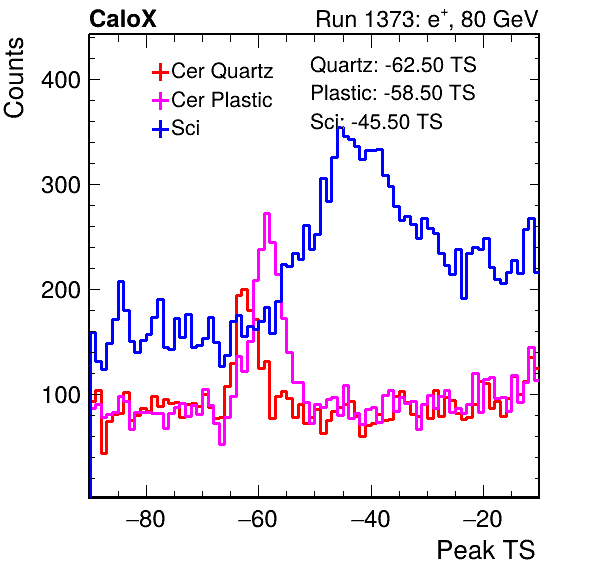 CaloX
Run 1373: e⁺, 80 GeV
Counts
Cer Quartz
Cer Plastic
Sci
Quartz: -62.50 TS
Plastic: -58.50 TS
Sci: -45.50 TS
400
300
200
100
−80
−60
−40
−20
Peak TS